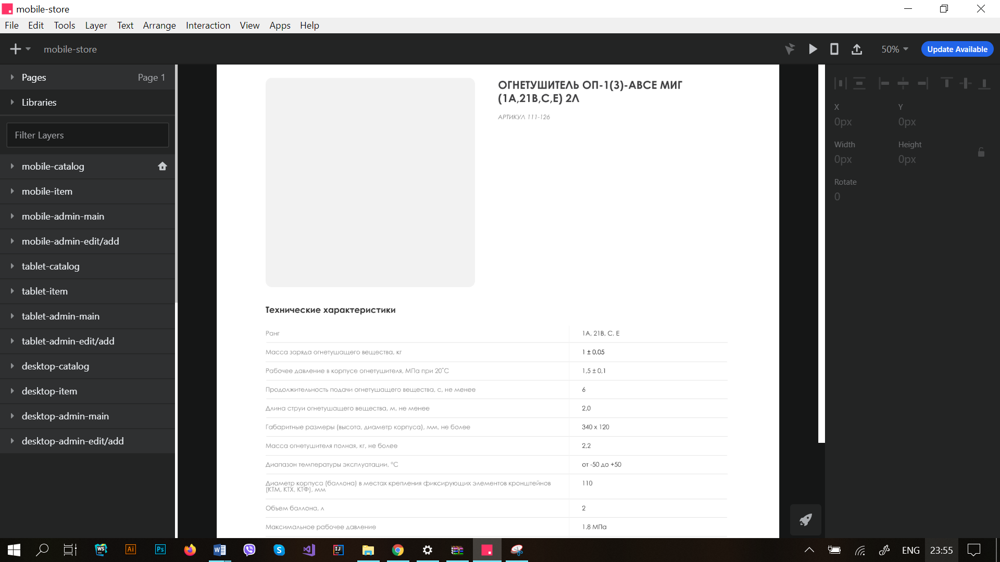 mobile-store
File Edit Tools Layer Text Arrange Interaction View Apps Help
mobile-store
50%
Update Available
Pages
Page 1
Libraries
Filter Layers
mobile-catalog
mobile-item
mobile-admin-main
mobile-admin-edit/add
tablet-catalog
tablet-item
tablet-admin-main
tablet-admin-edit/add
desktop-catalog
desktop-item
desktop-admin-main
desktop-admin-edit/add
ОГНЕТУШИТЕЛЬ ОП-1(3)-АВСЕ МИГ
(1А,21В,С,Е) 2Л
АРТИКУЛ 111-126
Технические характеристики
Ранг 1А, 21В, С, Е
Масса заряда огнетушащего вещества, кг 1 ± 0,05
Рабочее давление в корпусе огнетушителя, МПа при 20˚С 1,5 ± 0,1
Продолжительность подачи огнетушащего вещества, с, не менее 6
Длина струи огнетушащего вещества, м, не менее 2,0
Габаритные размеры (высота, диаметр корпуса), мм, не более 340 x 120
Масса огнетушителя полная, кг, не более 2,2
Диапазон температуры эксплуатации, °С от -50 до +50
Диаметр корпуса (баллона) в местах крепления фиксирующих элементов кронштейнов 110
(КТМ, КТХ, КТФ), мм
Объем баллона, л 2
Максимальное рабочее давление 1.8 МПа
X Y
0px 0px
Width Height
0px 0px
Rotate
0
WS Ai Ps W S IJ
ENG 23:55